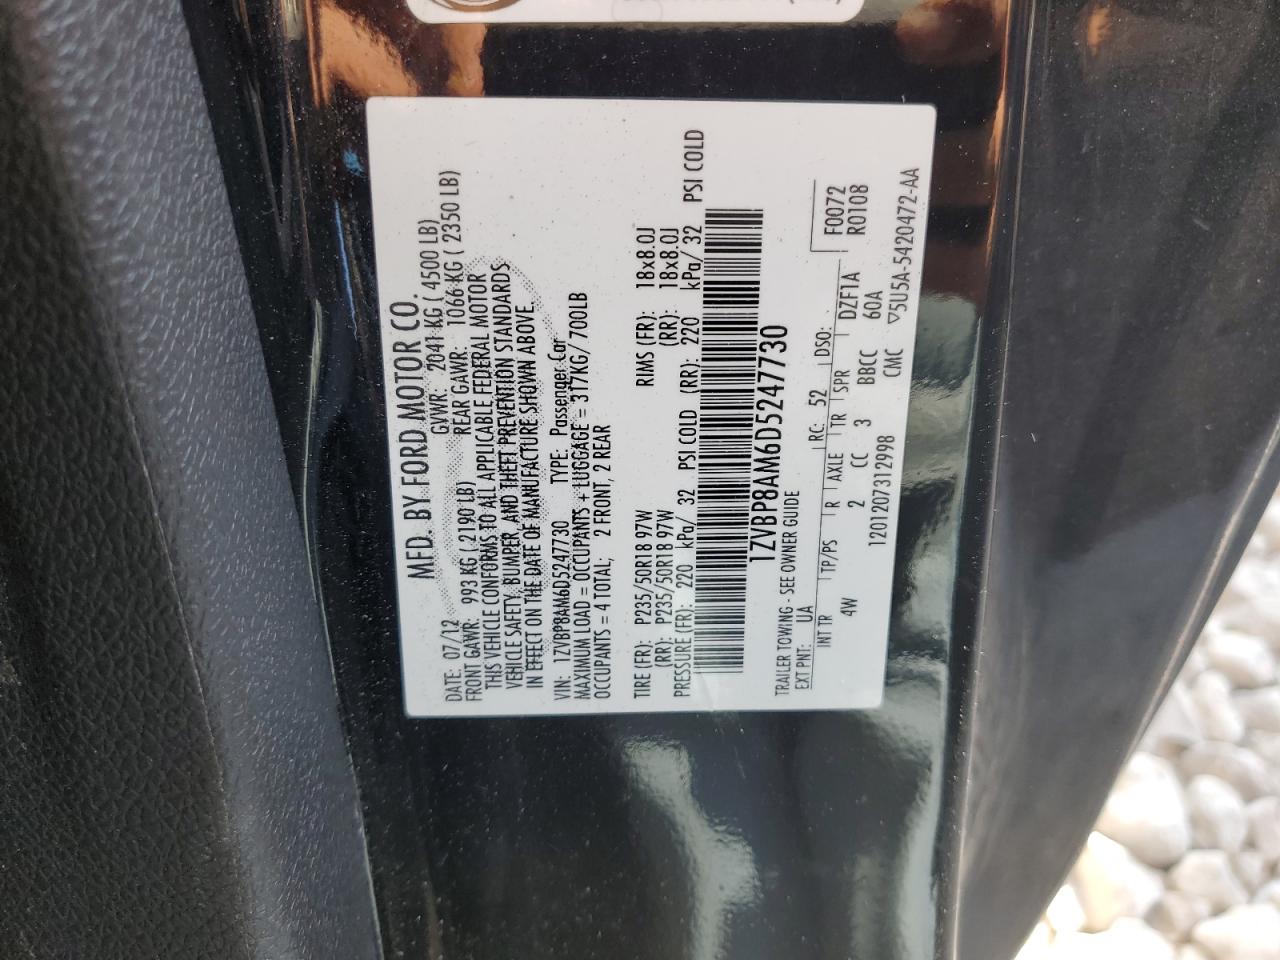 MFD. BY FORD MOTOR CO.
DATE: 07/12 GVWR: 2041 KG ( 4500 LB)
FRONT GAWR: 993 KG ( 2190 LB) REAR GAWR: 1066 KG ( 2350 LB)
THIS VEHICLE CONFORMS TO ALL APPLICABLE FEDERAL MOTOR
VEHICLE SAFETY, BUMPER, AND THEFT PREVENTION STANDARDS
IN EFFECT ON THE DATE OF MANUFACTURE SHOWN ABOVE.
VIN: 1ZVBP8AM6D5247730 TYPE: Passenger Car
MAXIMUM LOAD = OCCUPANTS + LUGGAGE = 317KG/ 700LB
OCCUPANTS = 4 TOTAL: 2 FRONT, 2 REAR
TIRE (FR): P235/50R18 97W RIMS (FR): 18x8.0J
(RR): P235/50R18 97W (RR): 18x8.0J
PRESSURE (FR): 220 kPa/ 32 PSI COLD (RR): 220 kPa/ 32 PSI COLD
1ZVBP8AM6D5247730
TRAILER TOWING - SEE OWNER GUIDE
EXT PNT: UA RC: 52 DSO: F0072
INT TR TP/PS R AXLE TR SPR DZF1A R0108
4W 2 CC 3 BBCC 60A
1201207312998 CMC ▽5U5A-5420472-AA